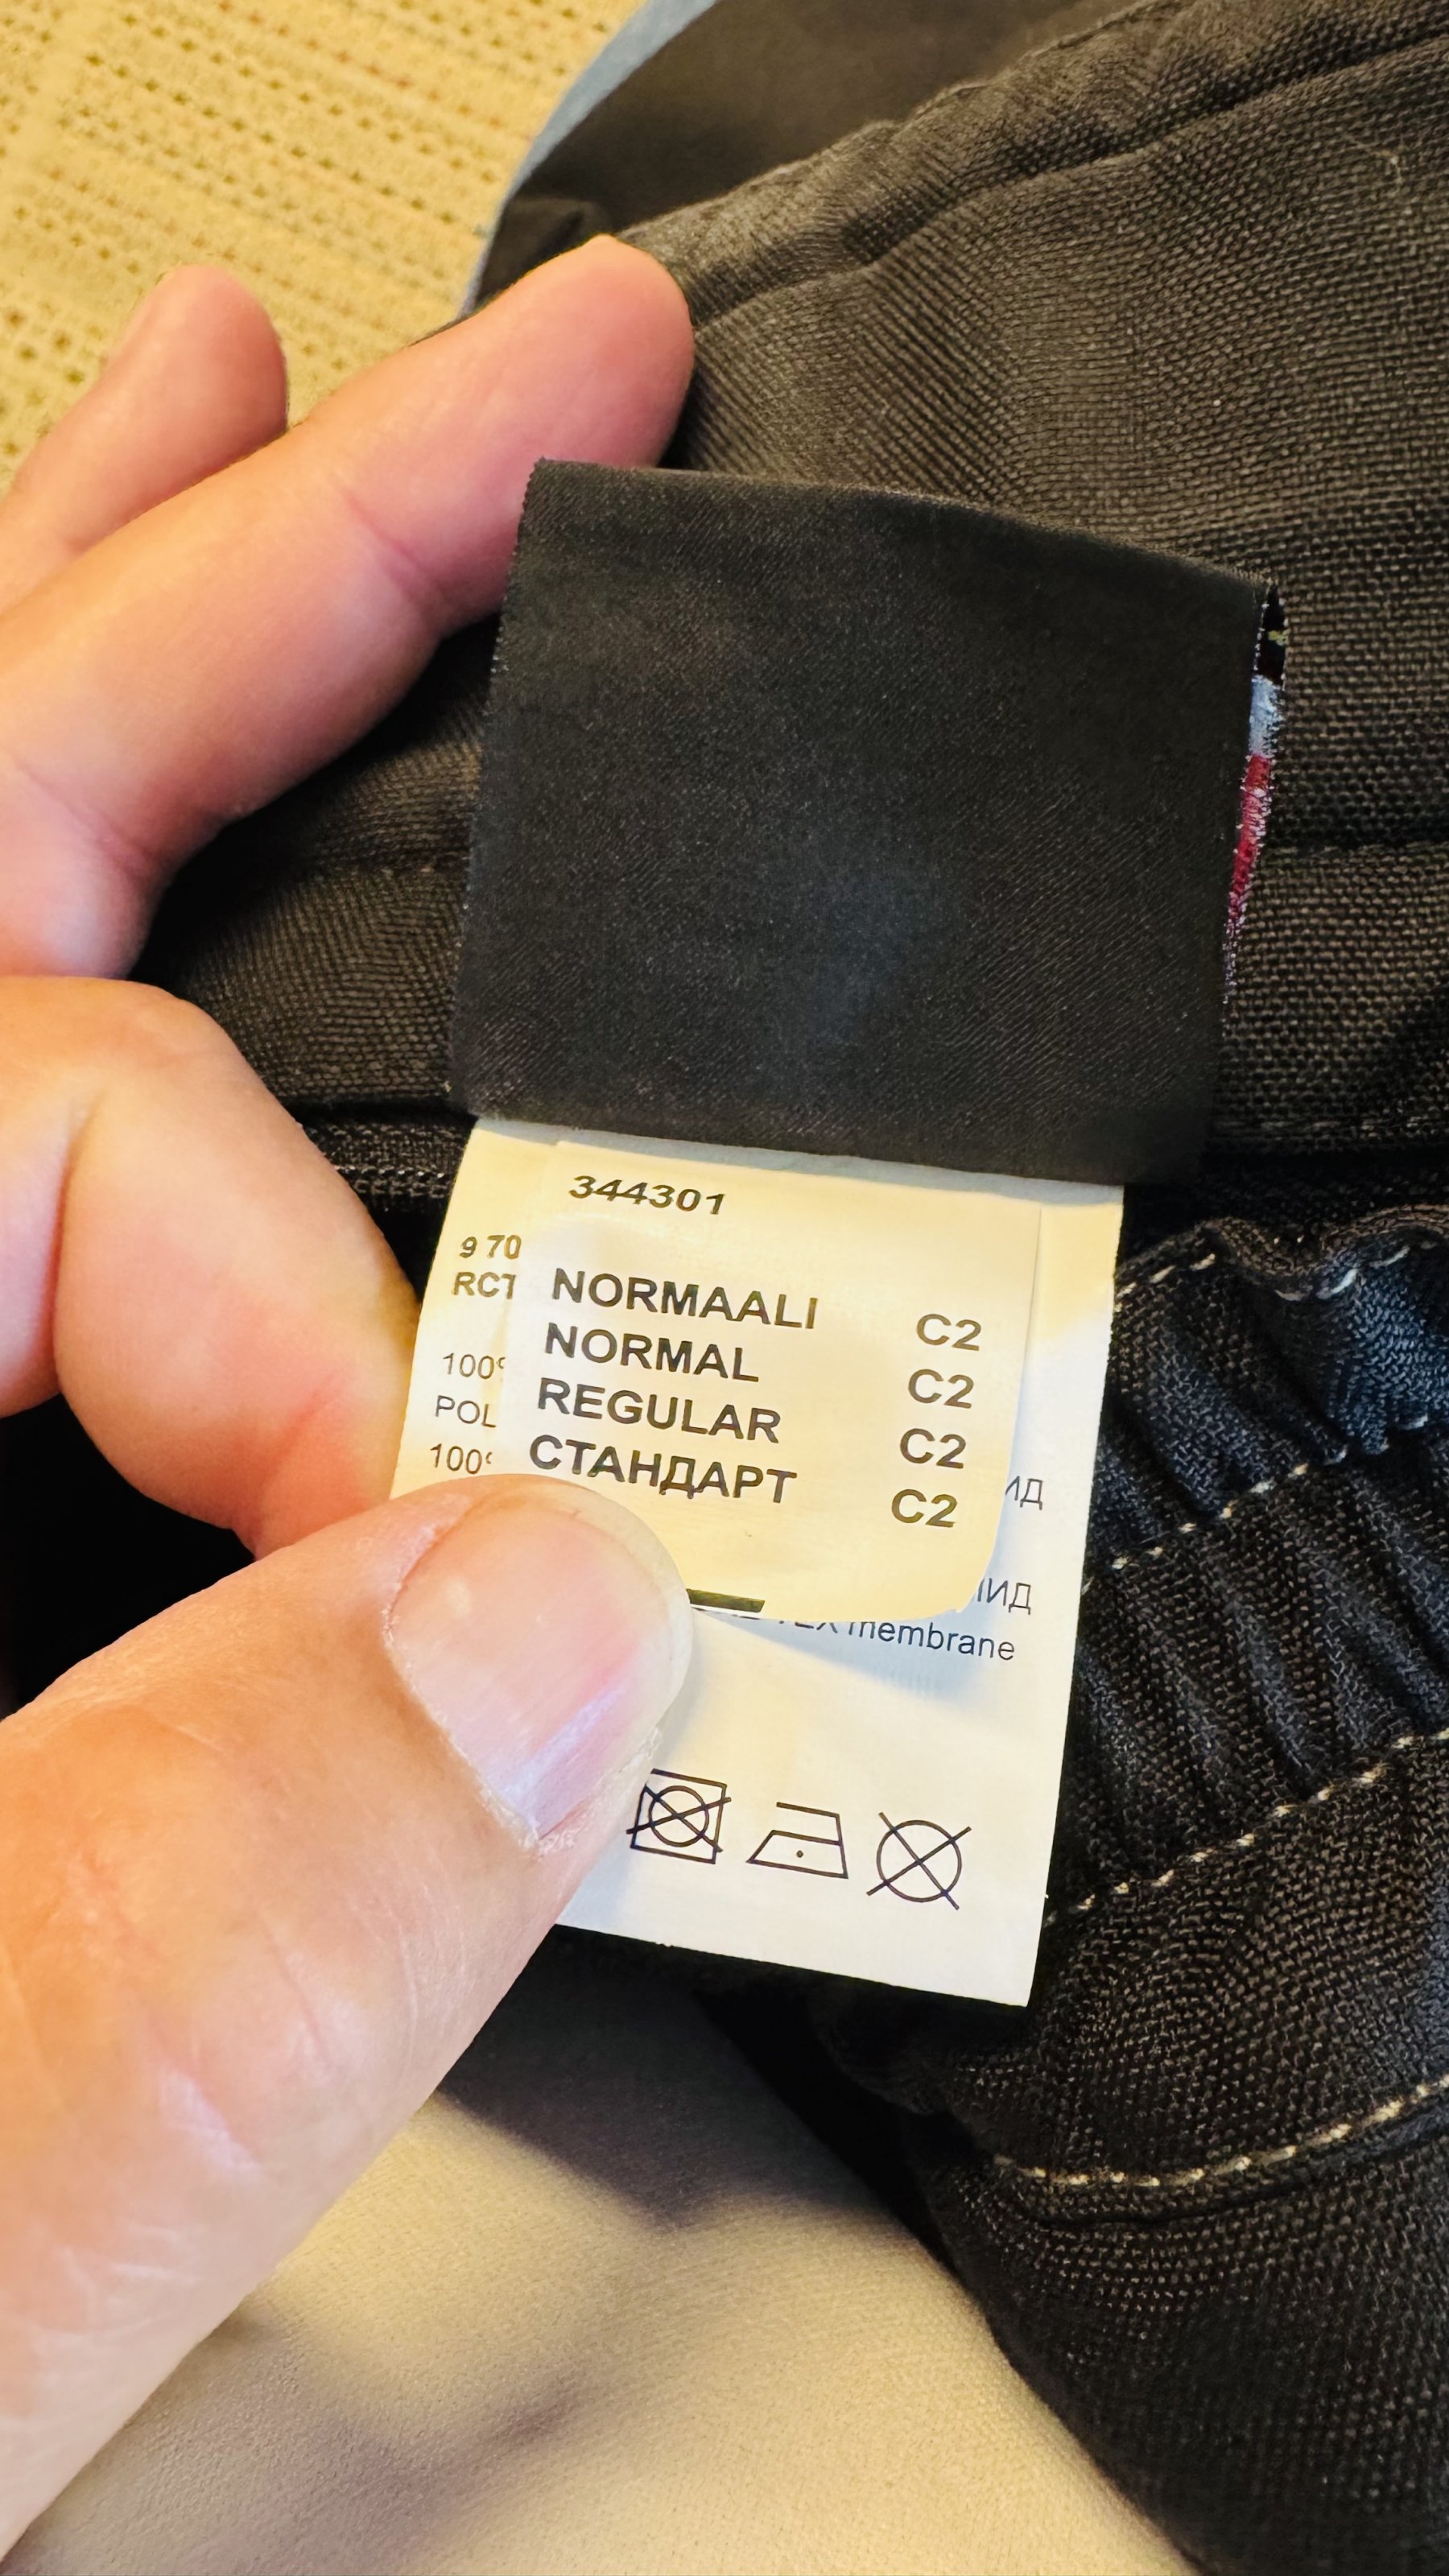 344301
9 70
RCT
NORMAALI C2
NORMAL C2
REGULAR C2
СТАНДАРТ C2
100
POL
100
ИД
ИД
membrane